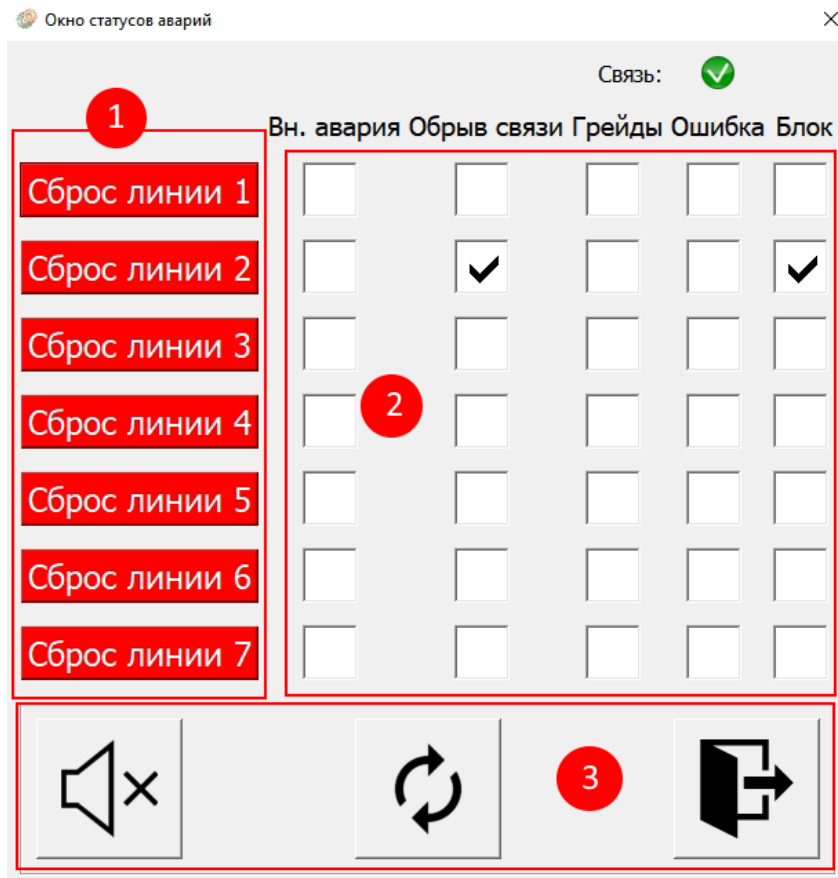 Окно статусов аварий
Связь:
1
Вн. авария Обрыв связи Грейды Ошибка Блок
Сброс линии 1
Сброс линии 2
Сброс линии 3
Сброс линии 4
2
Сброс линии 5
Сброс линии 6
Сброс линии 7
3